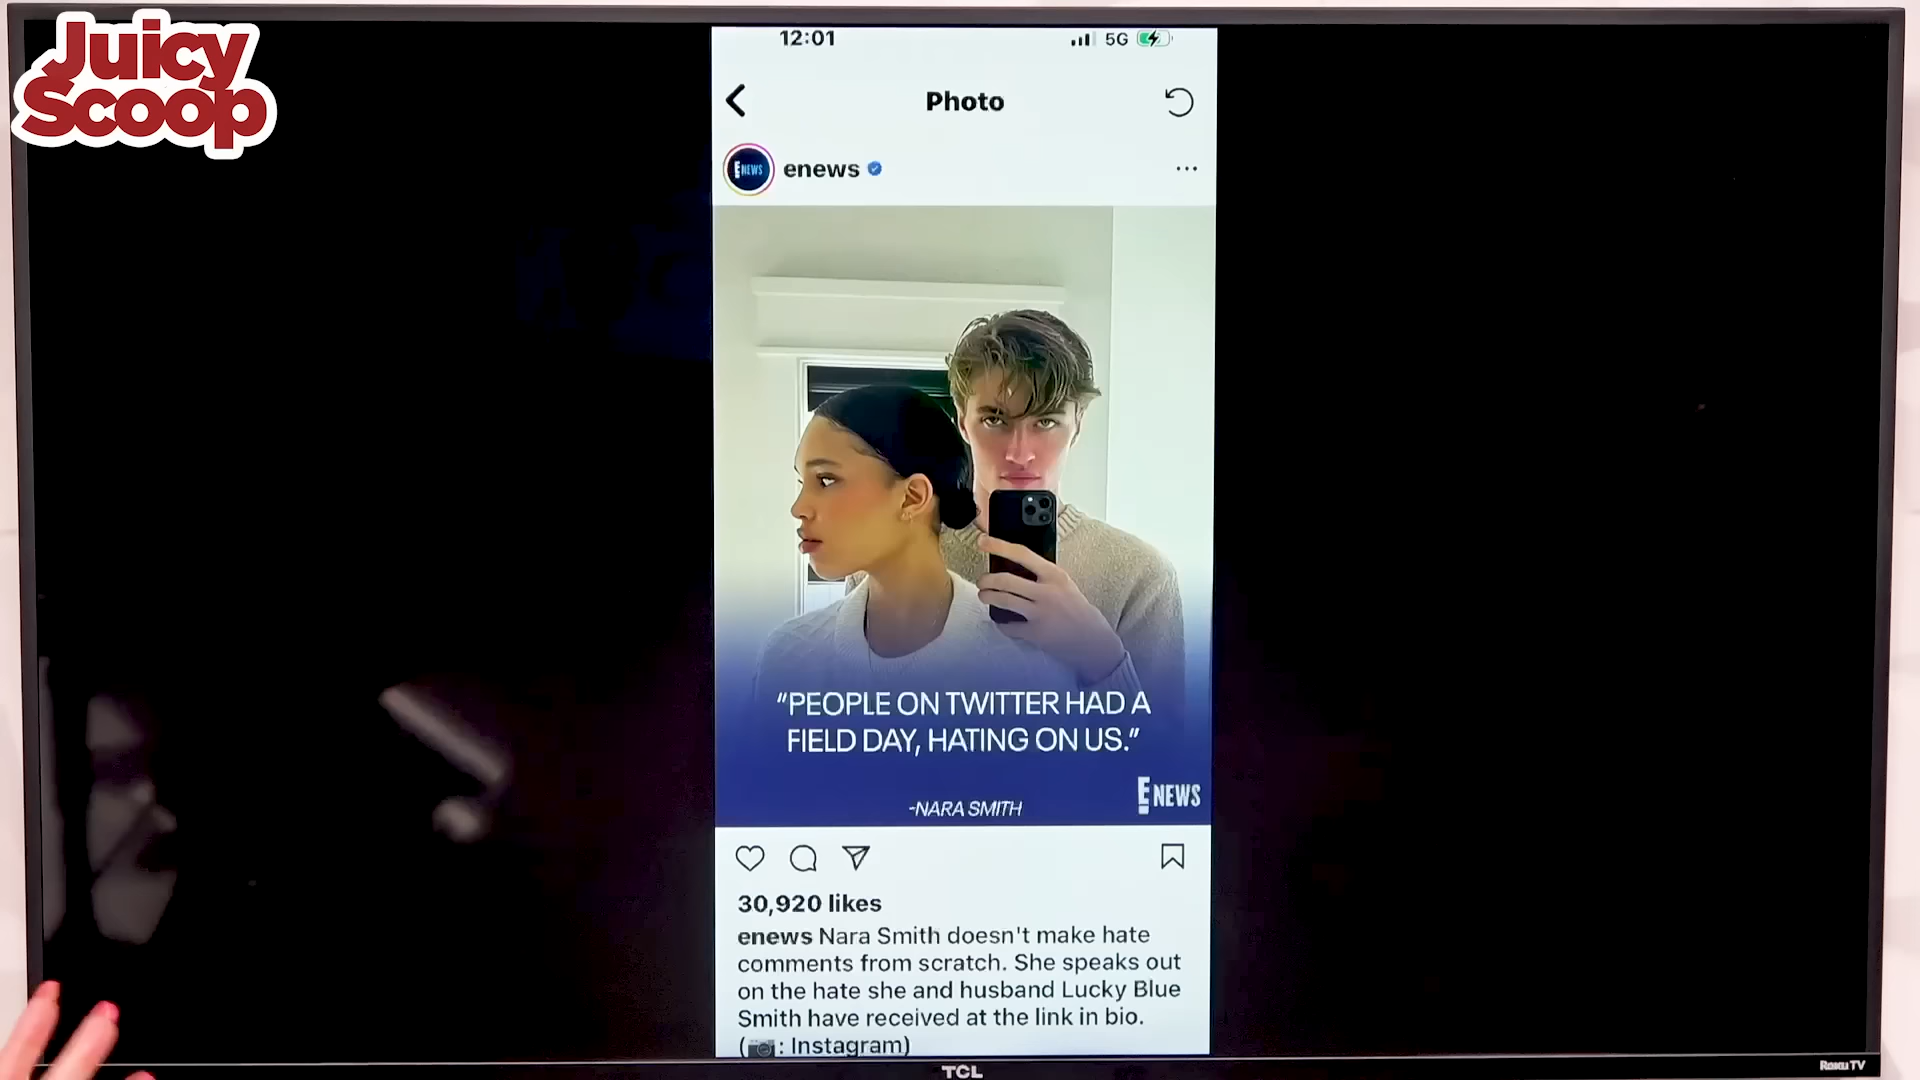 Juicy
Scoop
12:01
5G
Photo
E NEWS
enews
"PEOPLE ON TWITTER HAD A
FIELD DAY, HATING ON US."
-NARA SMITH
E NEWS
30,920 likes
enews Nara Smith doesn't make hate
comments from scratch. She speaks out
on the hate she and husband Lucky Blue
Smith have received at the link in bio.
(📷: Instagram)
TCL
Roku TV